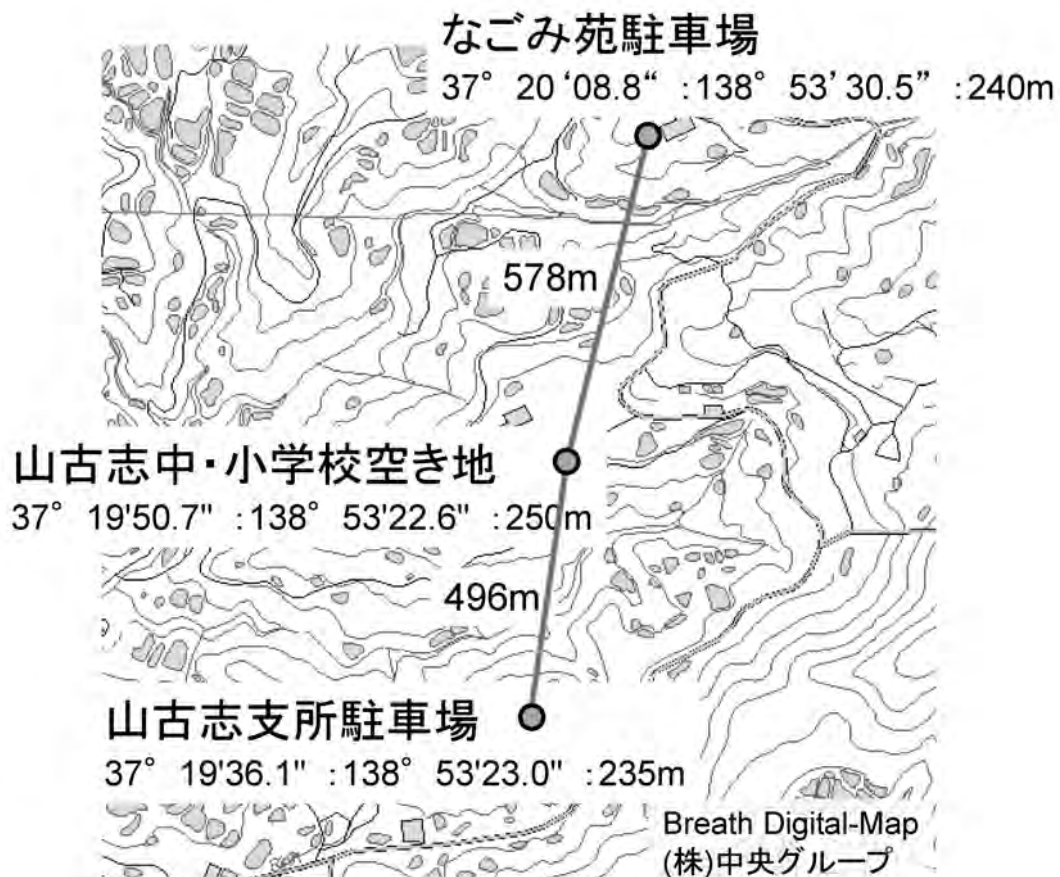 なごみ苑駐車場
37° 20‘08.8“ :138° 53’30.5” :240m
578m
山古志中・小学校空き地
37° 19'50.7" :138° 53'22.6" :250m
496m
山古志支所駐車場
37° 19'36.1" :138° 53'23.0" :235m
Breath Digital-Map
(株)中央グループ